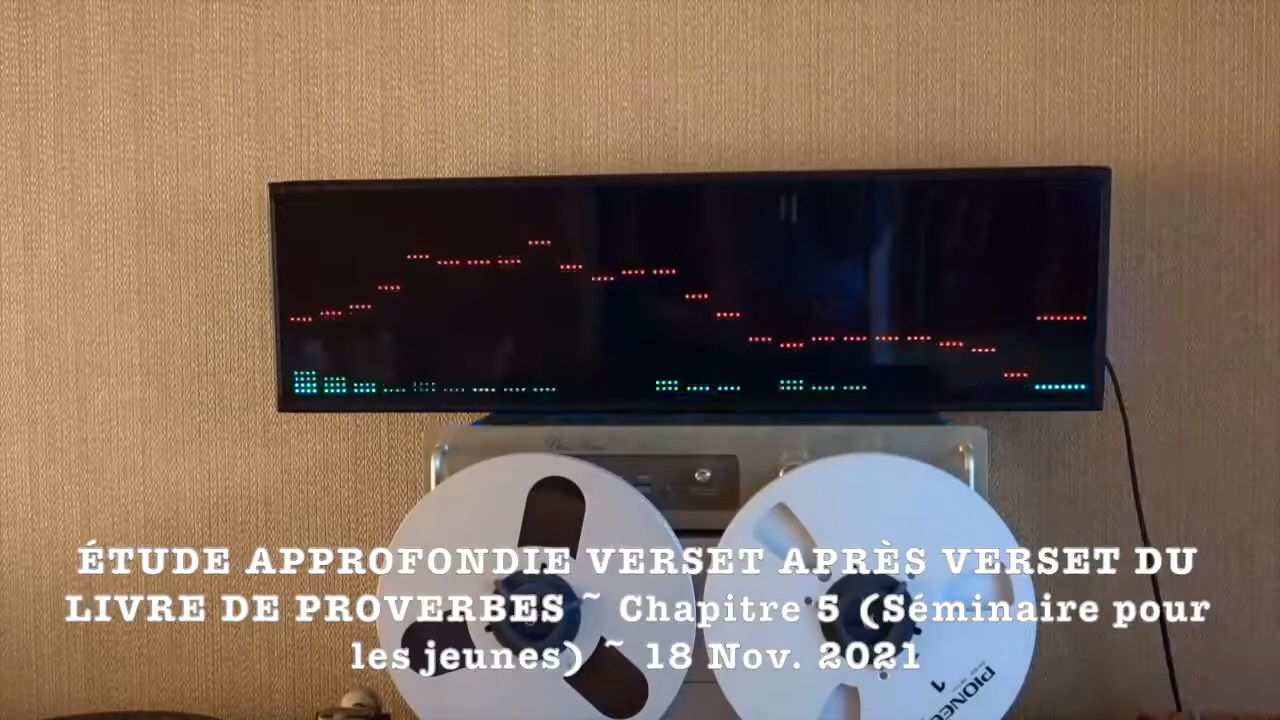 ÉTUDE APPROFONDIE VERSET APRÈS VERSET DU
LIVRE DE PROVERBES ~ Chapitre 5 (Séminaire pour
les jeunes) ~ 18 Nov. 2021
PIONEER
1